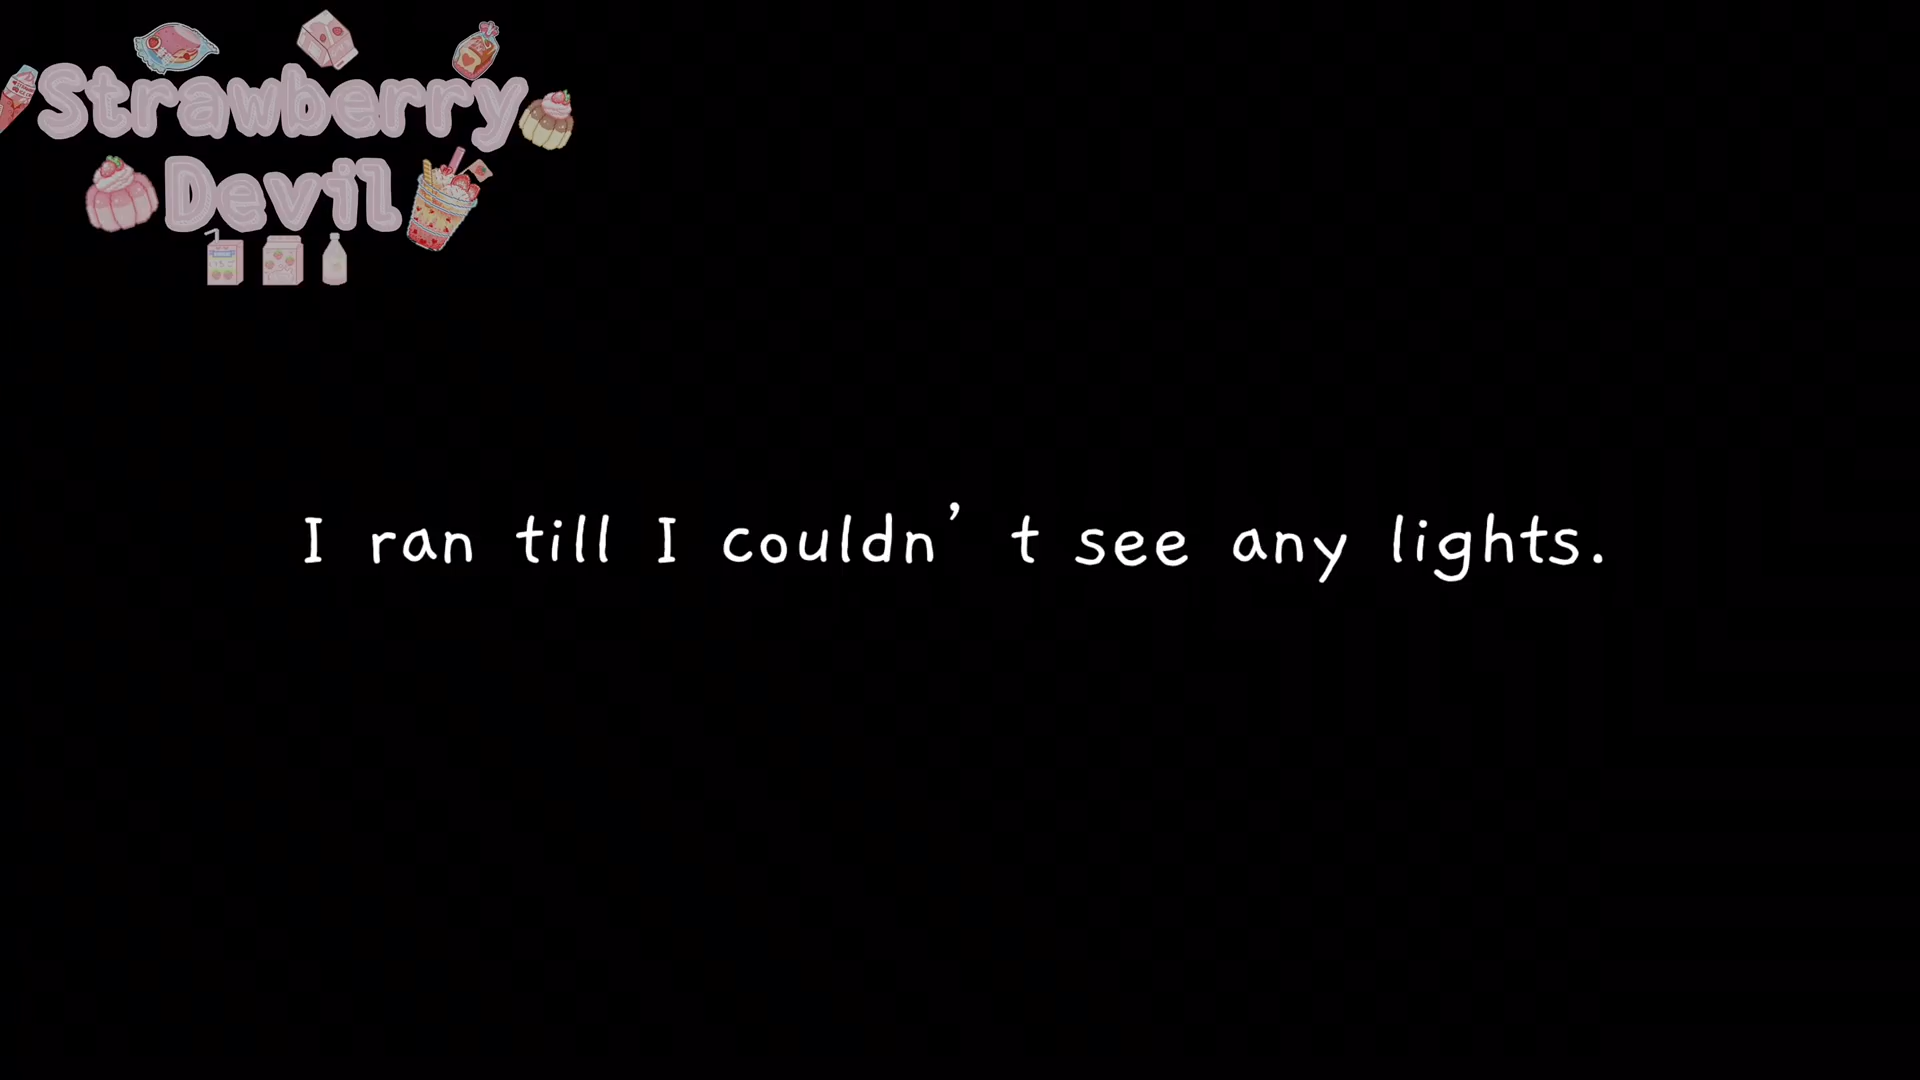 Strawberry
Devil
I ran till I couldn’t see any lights.